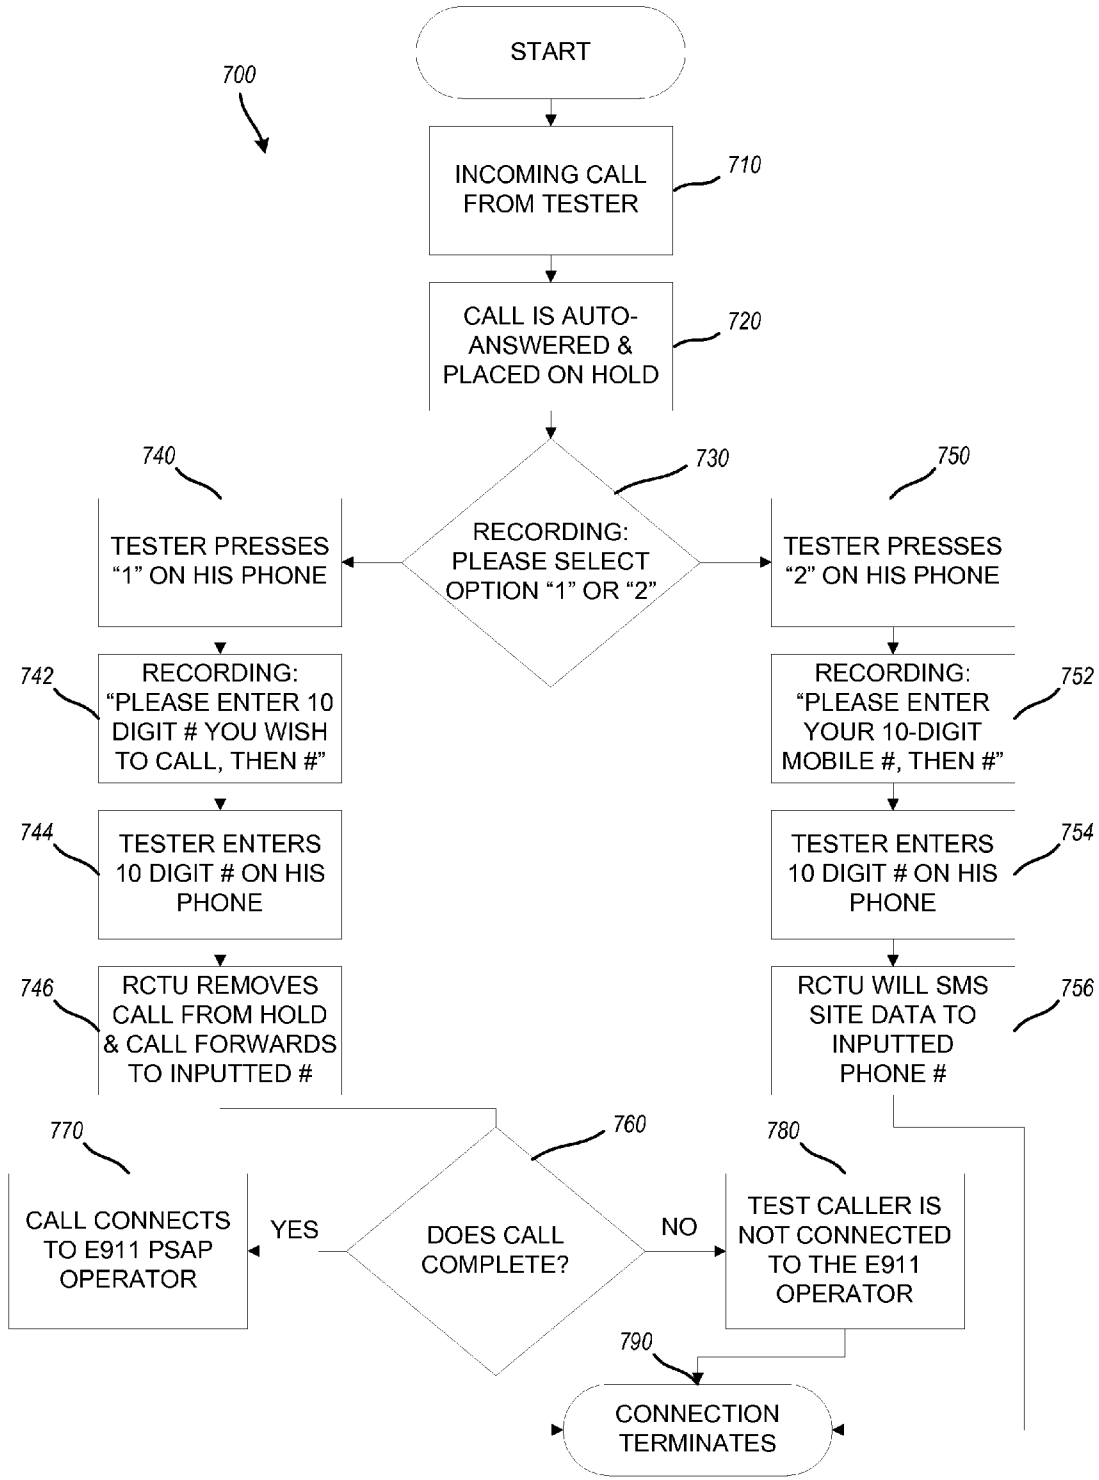 START
700
INCOMING CALL
FROM TESTER
710
CALL IS AUTO-
ANSWERED &
PLACED ON HOLD
720
RECORDING:
PLEASE SELECT
OPTION “1” OR “2”
730
740
TESTER PRESSES
“1” ON HIS PHONE
750
TESTER PRESSES
“2” ON HIS PHONE
742
RECORDING:
“PLEASE ENTER 10
DIGIT # YOU WISH
TO CALL, THEN #”
752
RECORDING:
“PLEASE ENTER
YOUR 10-DIGIT
MOBILE #, THEN #”
744
TESTER ENTERS
10 DIGIT # ON HIS
PHONE
754
TESTER ENTERS
10 DIGIT # ON HIS
PHONE
746
RCTU REMOVES
CALL FROM HOLD
& CALL FORWARDS
TO INPUTTED #
756
RCTU WILL SMS
SITE DATA TO
INPUTTED
PHONE #
760
DOES CALL
COMPLETE?
YES
NO
770
CALL CONNECTS
TO E911 PSAP
OPERATOR
780
TEST CALLER IS
NOT CONNECTED
TO THE E911
OPERATOR
790
CONNECTION
TERMINATES